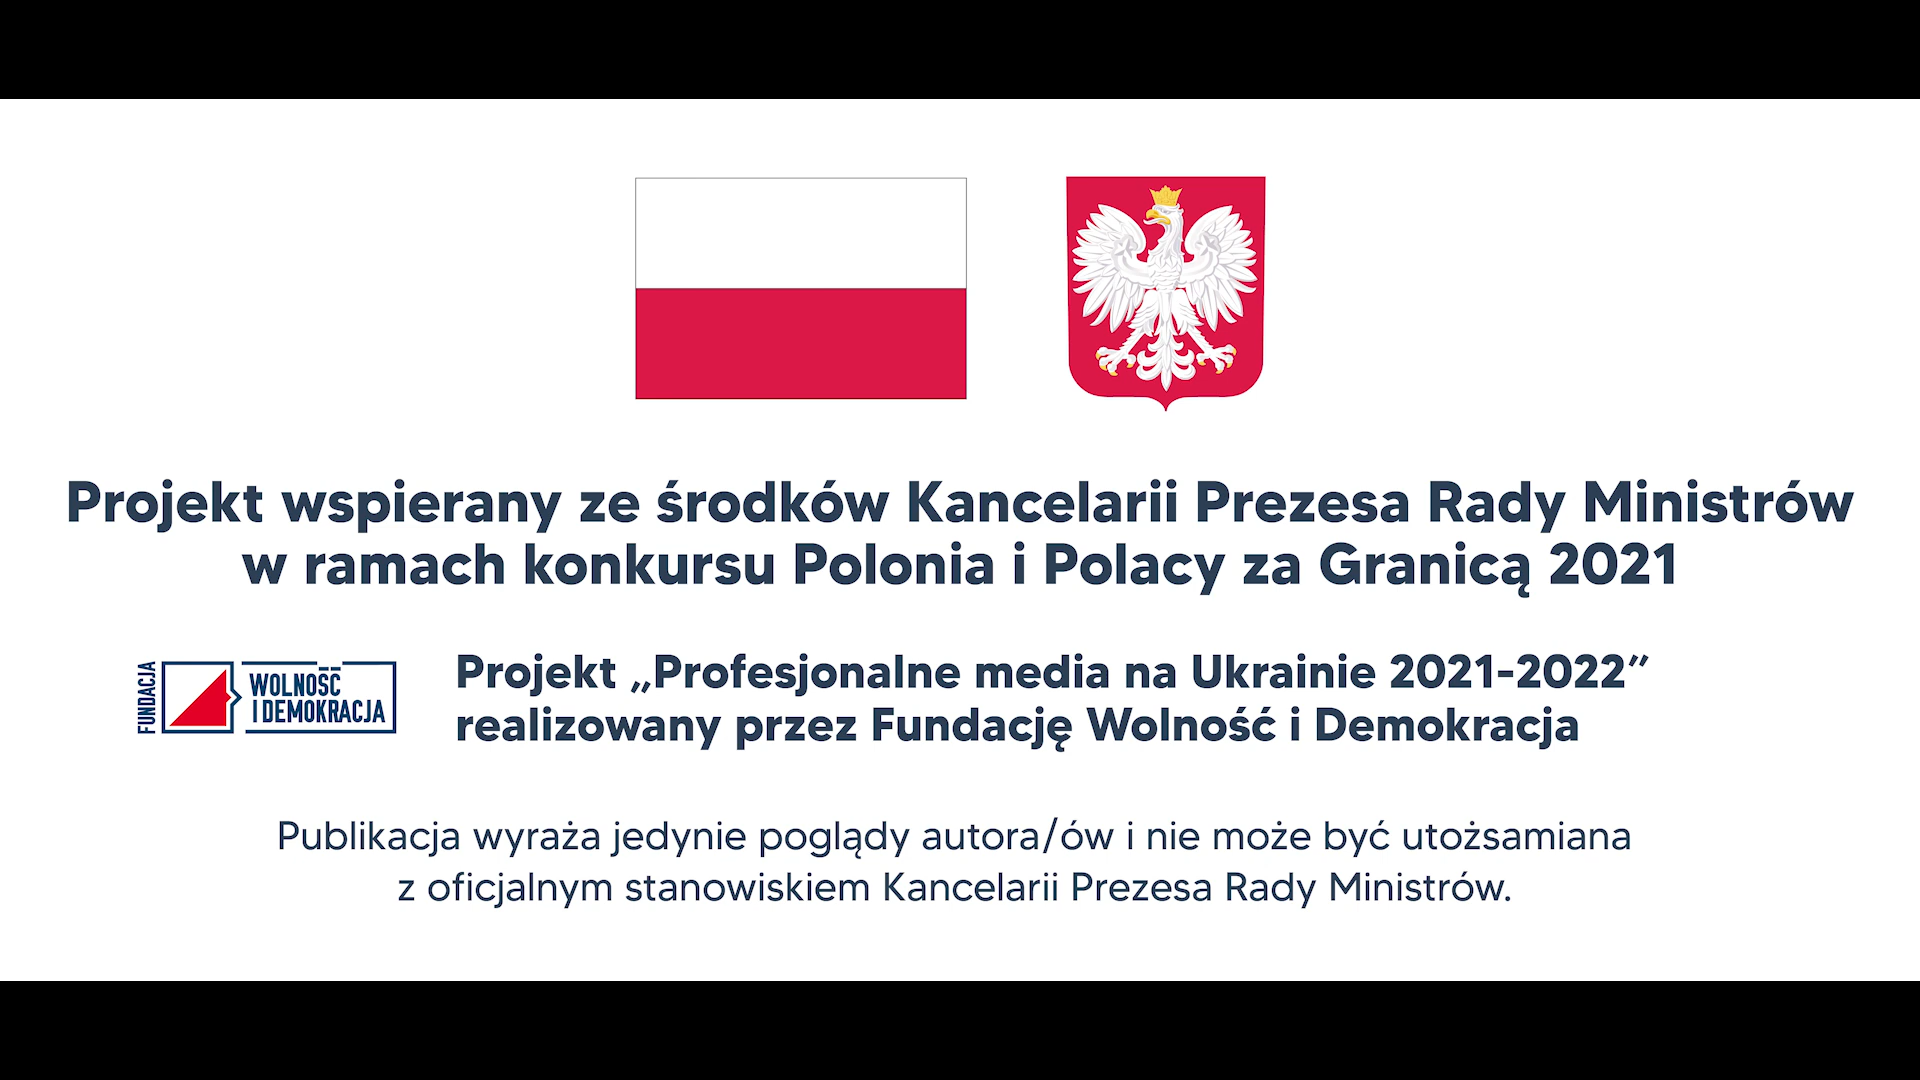 Projekt wspierany ze środków Kancelarii Prezesa Rady Ministrów
w ramach konkursu Polonia i Polacy za Granicą 2021
FUNDACJA
WOLNOŚĆ
I DEMOKRACJA
Projekt „Profesjonalne media na Ukrainie 2021-2022”
realizowany przez Fundację Wolność i Demokracja
Publikacja wyraża jedynie poglądy autora/ów i nie może być utożsamiana
z oficjalnym stanowiskiem Kancelarii Prezesa Rady Ministrów.